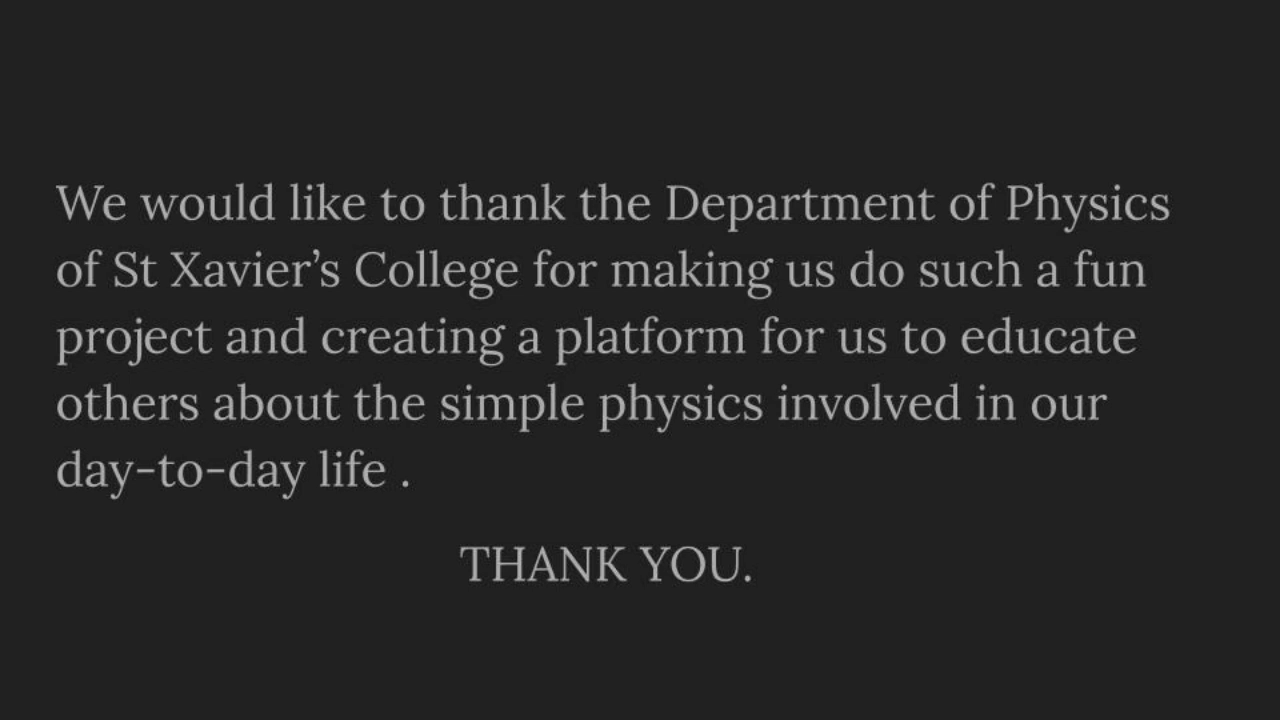 We would like to thank the Department of Physics
of St Xavier’s College for making us do such a fun
project and creating a platform for us to educate
others about the simple physics involved in our
day-to-day life .
THANK YOU.